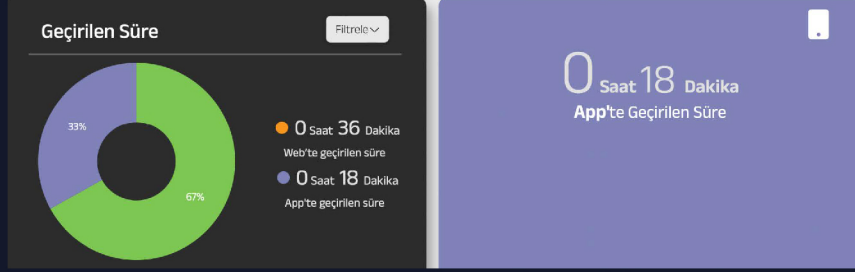 Geçirilen Süre
Filtrele
33%
67%
0 Saat 36 Dakika
Web'te geçirilen süre
0 Saat 18 Dakika
App'te geçirilen süre
0 Saat 18 Dakika
App'te Geçirilen Süre